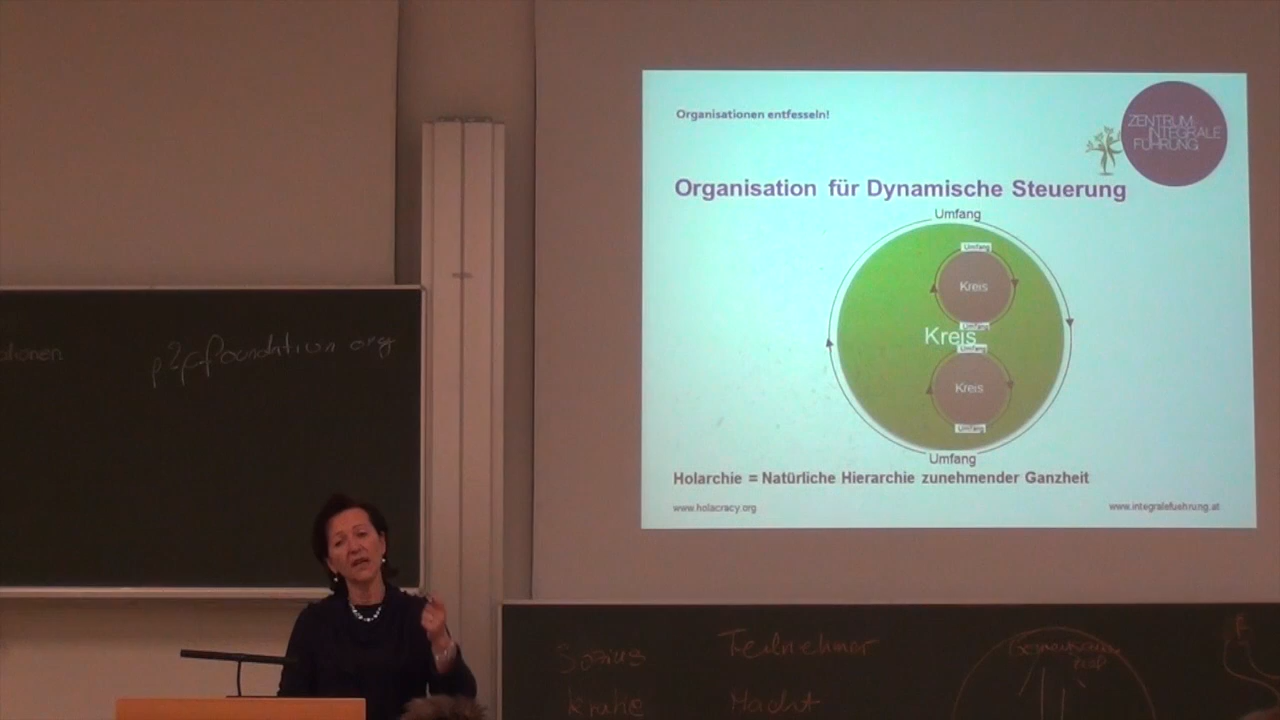 Organisationen entfesseln!
ZENTRUM
INTEGRALE
FÜHRUNG
Organisation für Dynamische Steuerung
Umfang
Umfang
Kreis
Umfang
Kreis
Umfang
Kreis
Umfang
Umfang
Holarchie = Natürliche Hierarchie zunehmender Ganzheit
www.holacracy.org
www.integralefuehrung.at
p2pfoundation org
Teilnehmer
Macht